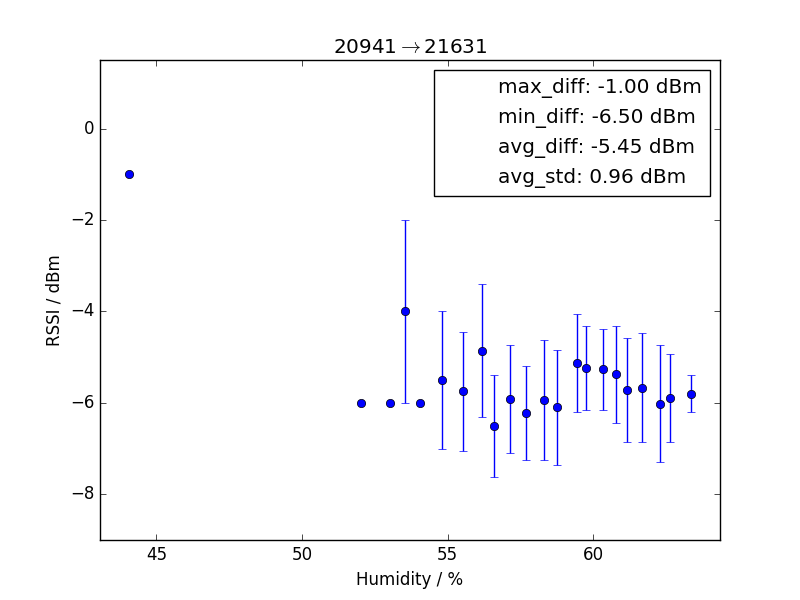 20941→21631
max_diff: -1.00 dBm
min_diff: -6.50 dBm
avg_diff: -5.45 dBm
avg_std: 0.96 dBm
RSSI / dBm
0
−2
−4
−6
−8
45 50 55 60
Humidity / %